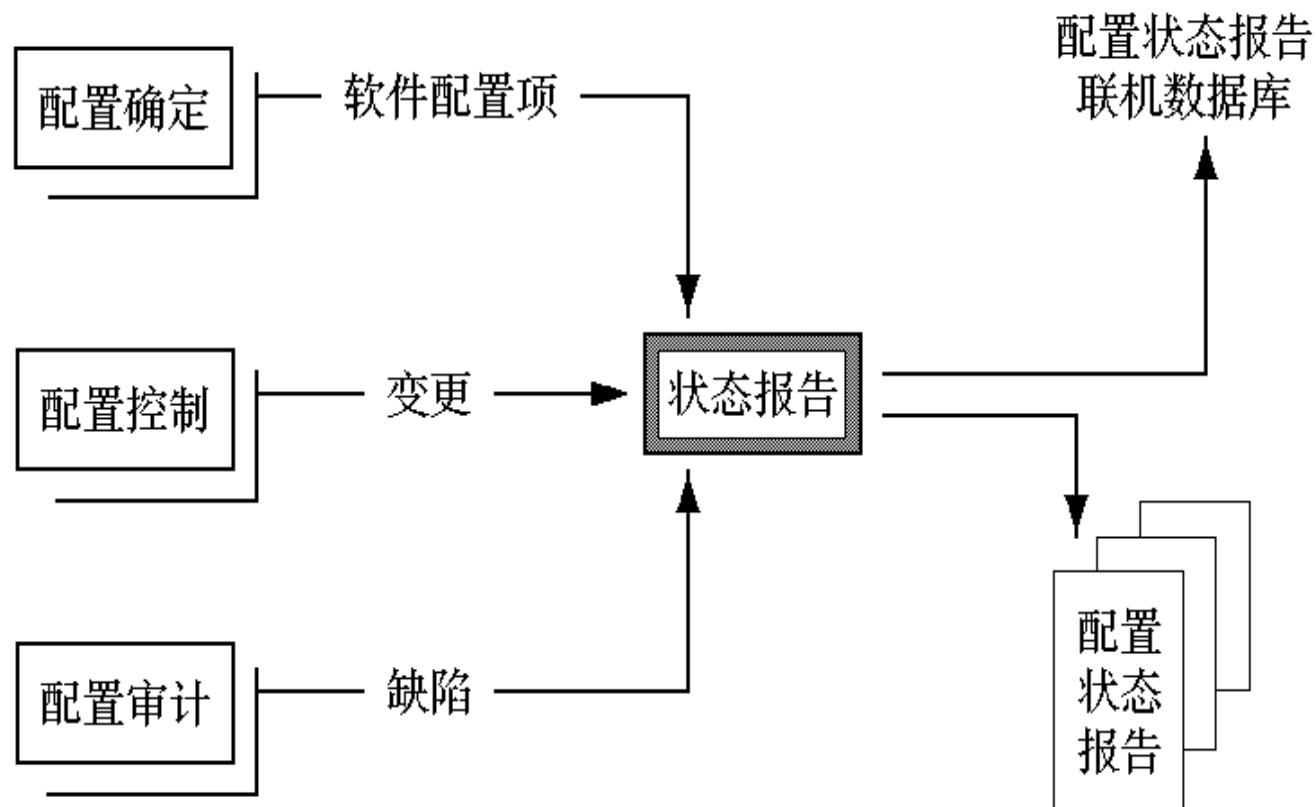 配置确定
软件配置项
配置状态报告
联机数据库
配置控制
变更
状态报告
配置审计
缺陷
配置
状态
报告